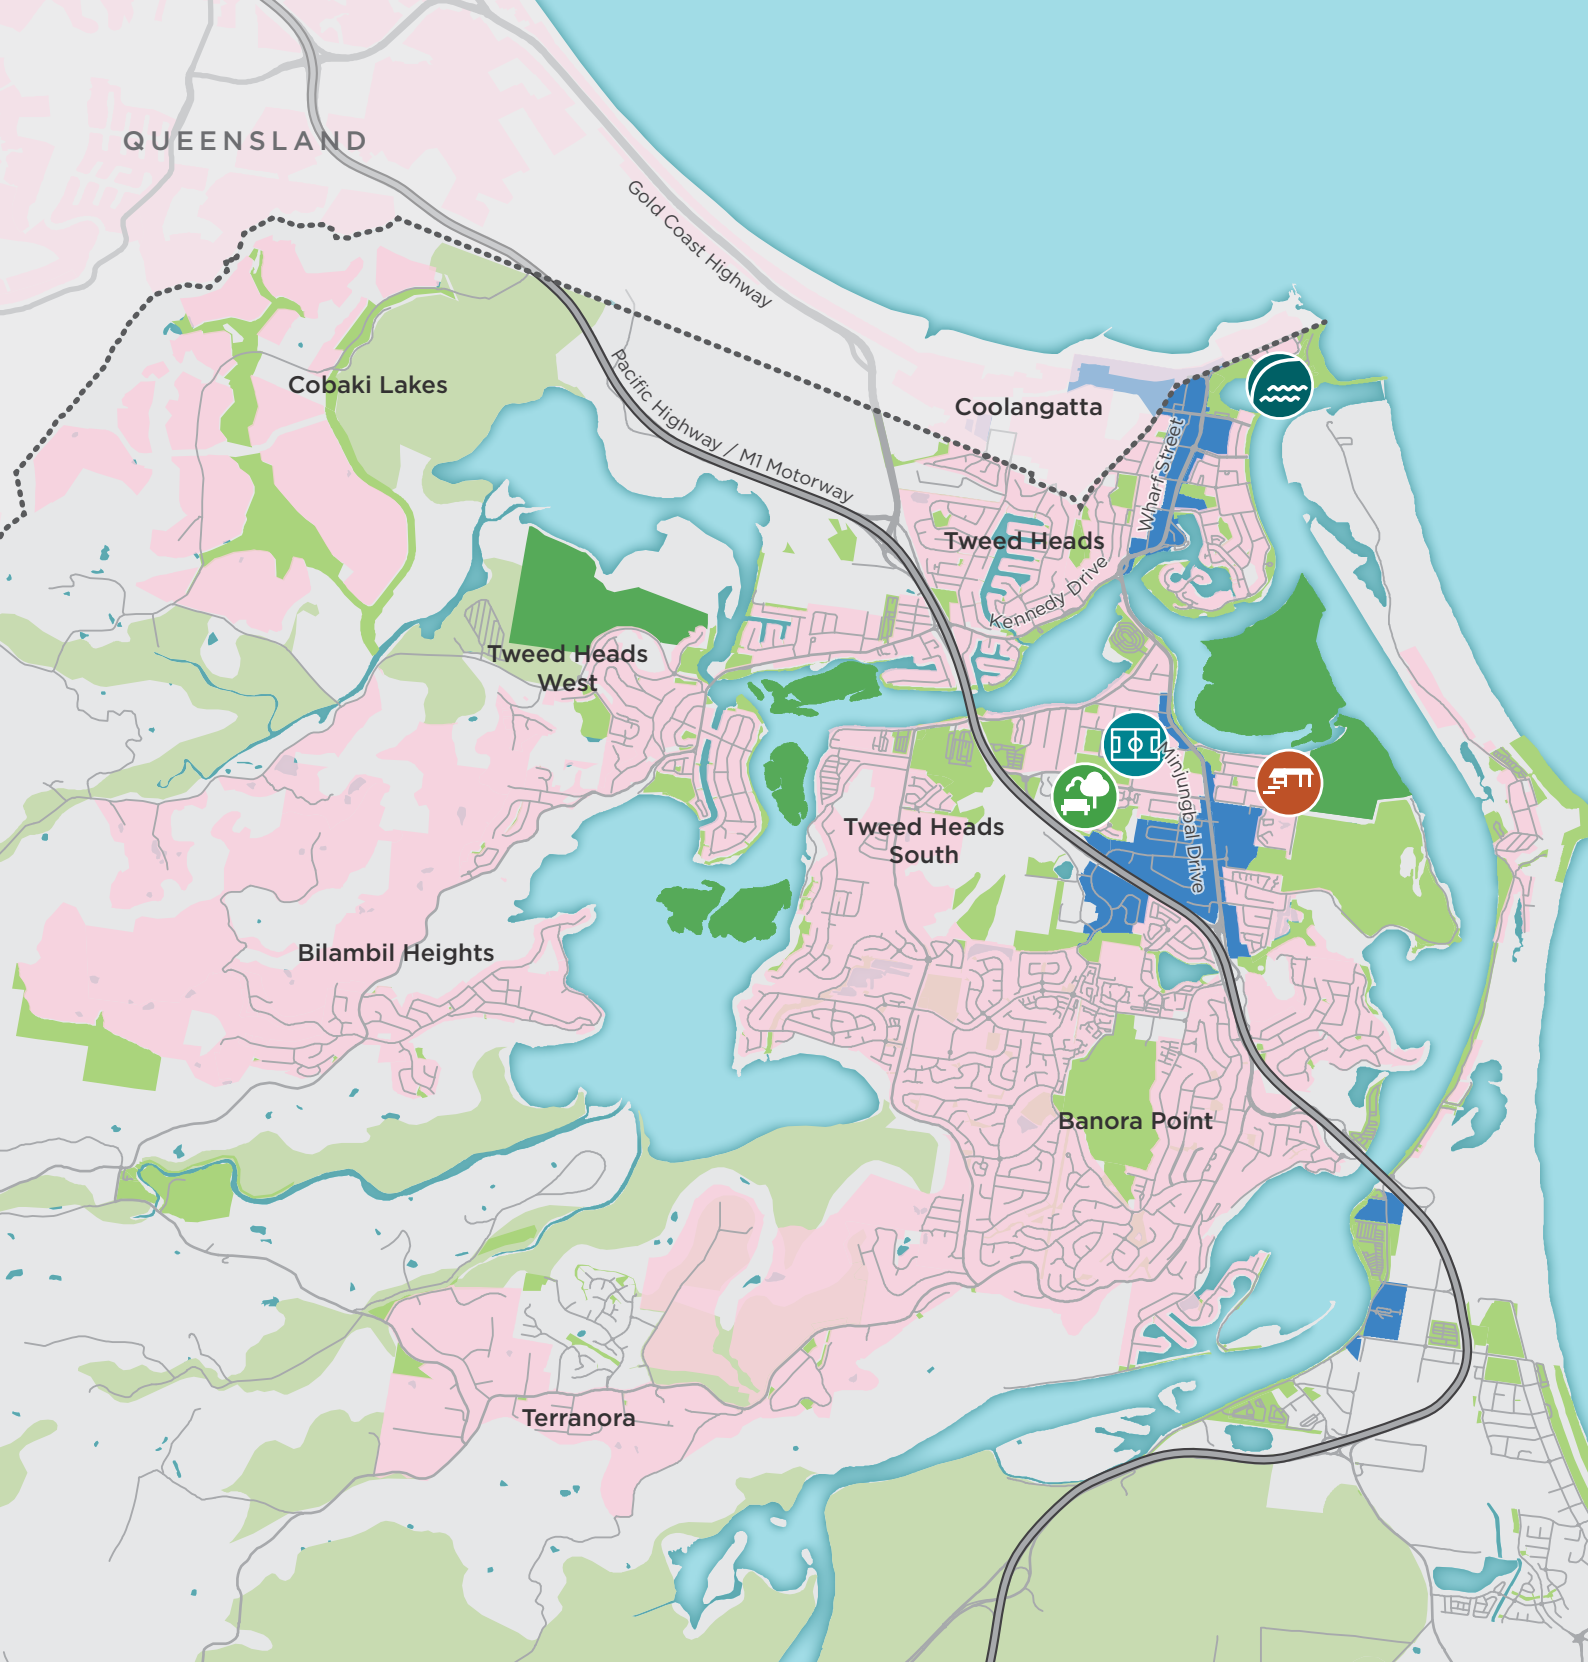 QUEENSLAND
Gold Coast Highway
Cobaki Lakes
Pacific Highway / M1 Motorway
Coolangatta
Wharf Street
Tweed Heads
Kennedy Drive
Tweed Heads
West
Minjungbal Drive
Tweed Heads
South
Bilambil Heights
Banora Point
Terranora